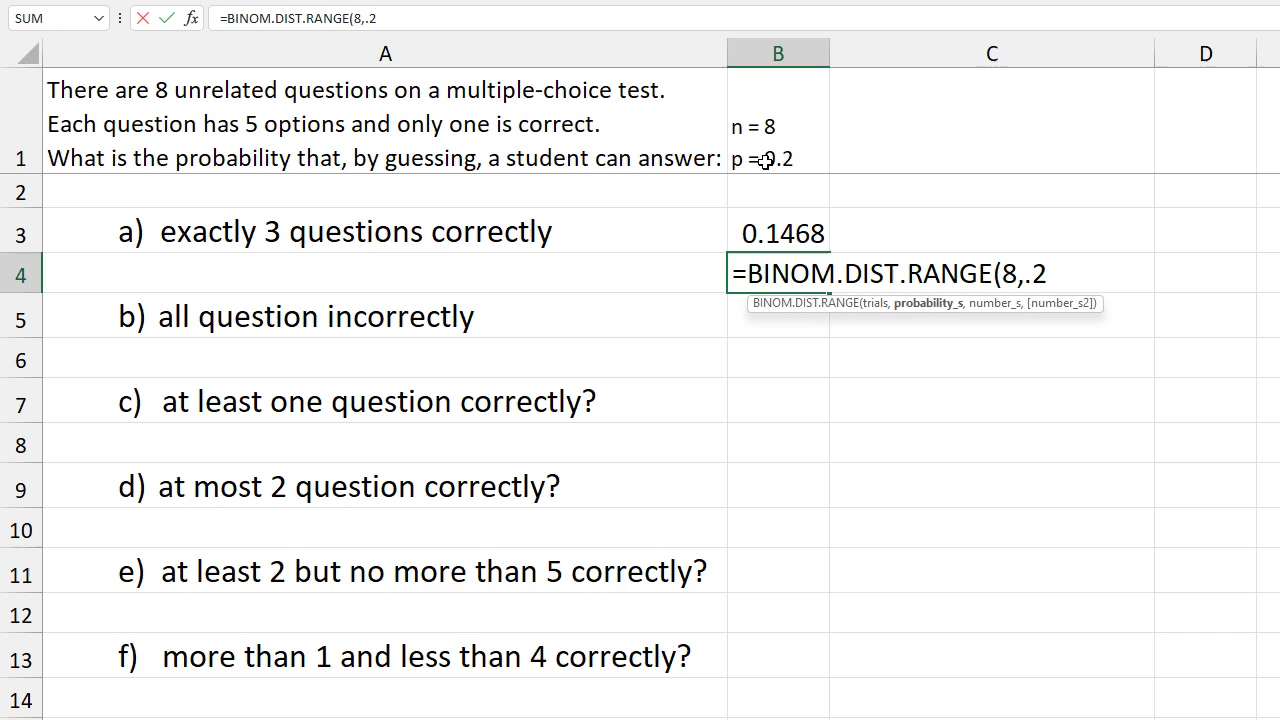 SUM fx =BINOM.DIST.RANGE(8,.2
A B C D
There are 8 unrelated questions on a multiple-choice test.
Each question has 5 options and only one is correct.
n = 8
1 What is the probability that, by guessing, a student can answer: p = 0.2
2
3 a) exactly 3 questions correctly 0.1468
4 =BINOM.DIST.RANGE(8,.2
BINOM.DIST.RANGE(trials, probability_s, number_s, [number_s2])
5 b) all question incorrectly
6
7 c) at least one question correctly?
8
9 d) at most 2 question correctly?
10
11 e) at least 2 but no more than 5 correctly?
12
13 f) more than 1 and less than 4 correctly?
14